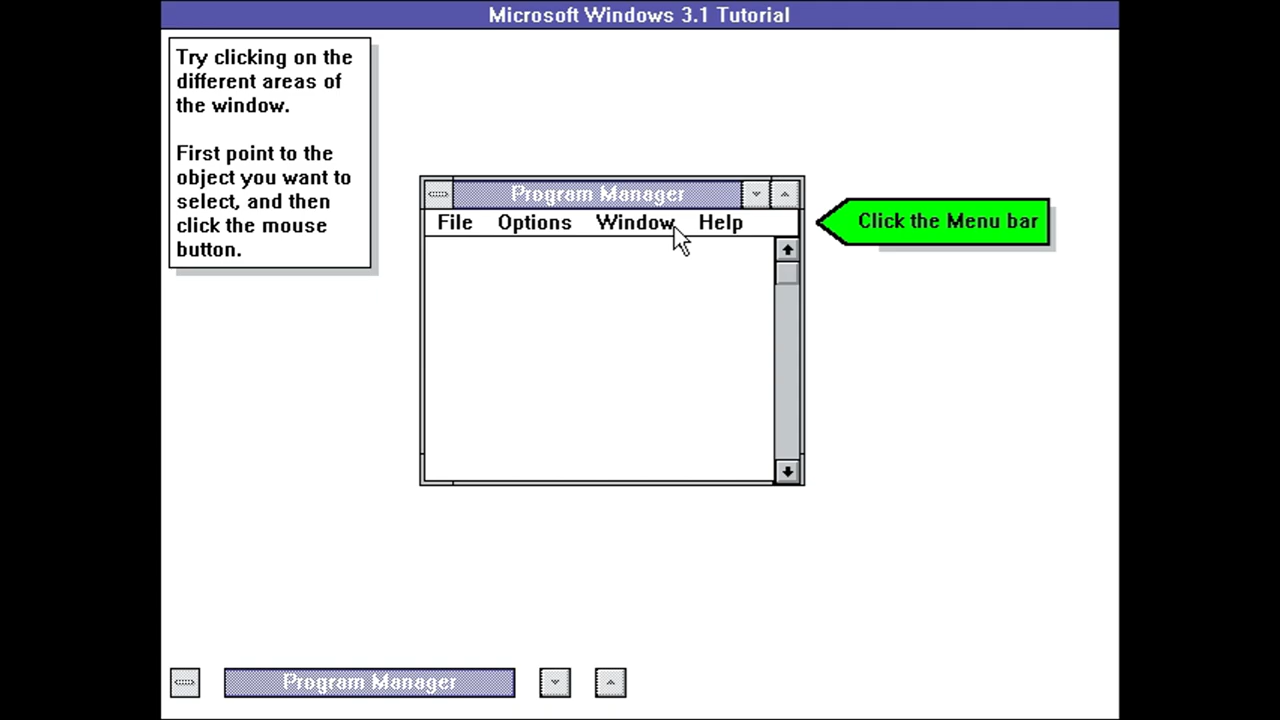 Microsoft Windows 3.1 Tutorial
Try clicking on the
different areas of
the window.
First point to the
object you want to
select, and then
click the mouse
button.
Program Manager
File Options Window Help
Click the Menu bar
Program Manager